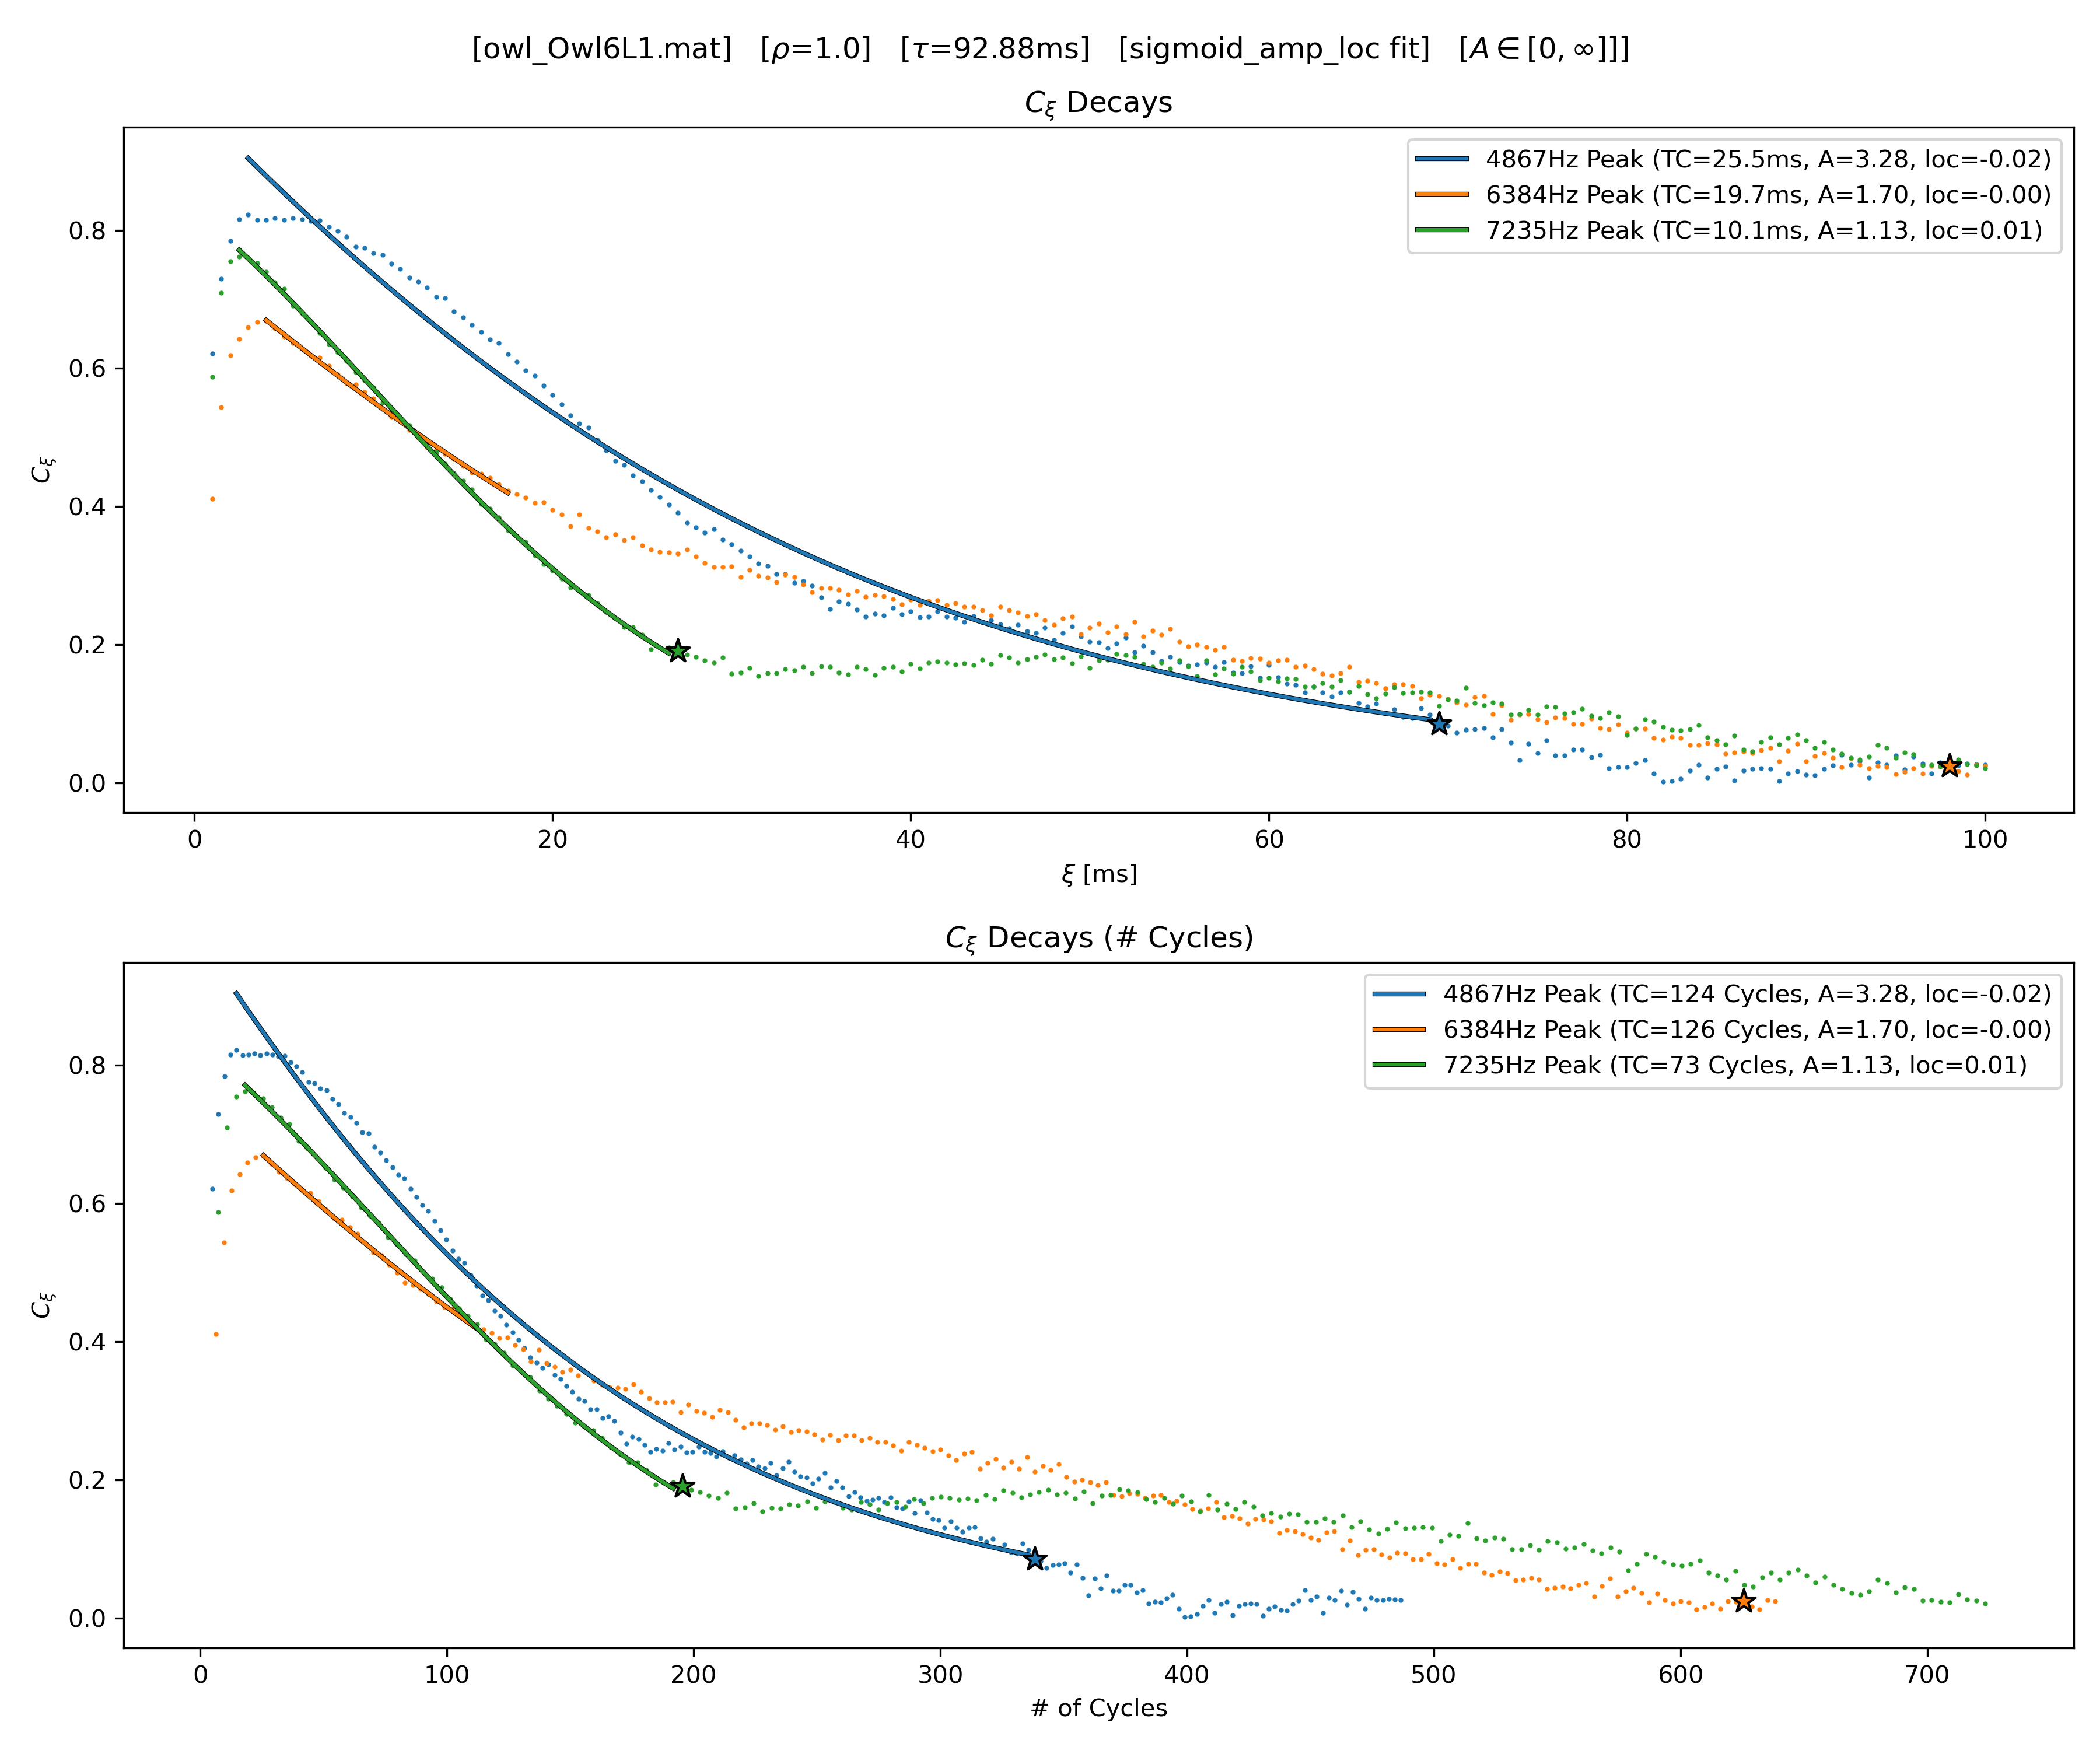 [owl_Owl6L1.mat] [ρ=1.0] [τ=92.88ms] [sigmoid_amp_loc fit] [A ∈ [0, ∞]]]
Cξ Decays
4867Hz Peak (TC=25.5ms, A=3.28, loc=-0.02)
6384Hz Peak (TC=19.7ms, A=1.70, loc=-0.00)
7235Hz Peak (TC=10.1ms, A=1.13, loc=0.01)
0.8
0.6
0.4
0.2
0.0
Cξ
0 20 40 60 80 100
ξ [ms]
Cξ Decays (# Cycles)
4867Hz Peak (TC=124 Cycles, A=3.28, loc=-0.02)
6384Hz Peak (TC=126 Cycles, A=1.70, loc=-0.00)
7235Hz Peak (TC=73 Cycles, A=1.13, loc=0.01)
0.8
0.6
0.4
0.2
0.0
Cξ
0 100 200 300 400 500 600 700
# of Cycles